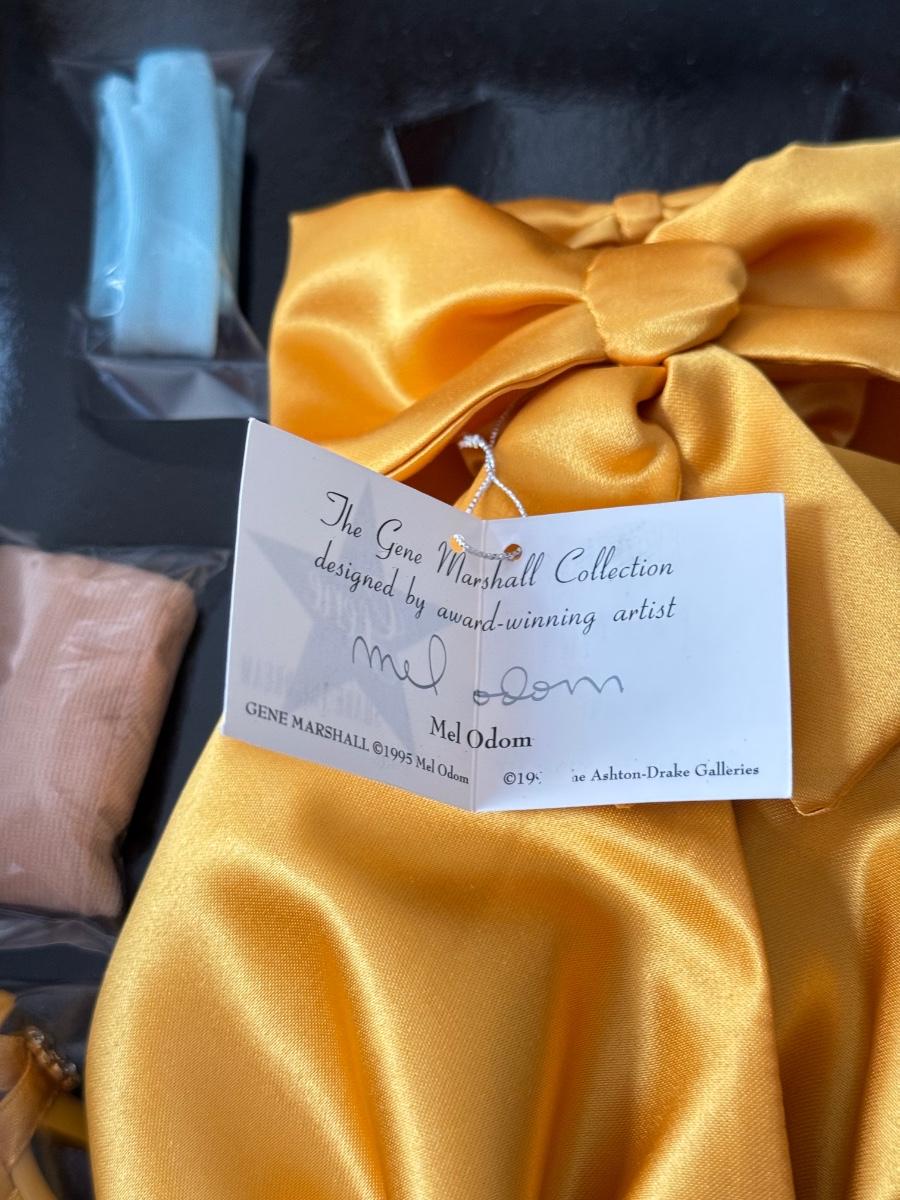 The Gene Marshall Collection
designed by award-winning artist
mel odom
Mel Odom
GENE MARSHALL ©1995 Mel Odom
Ashton-Drake Galleries